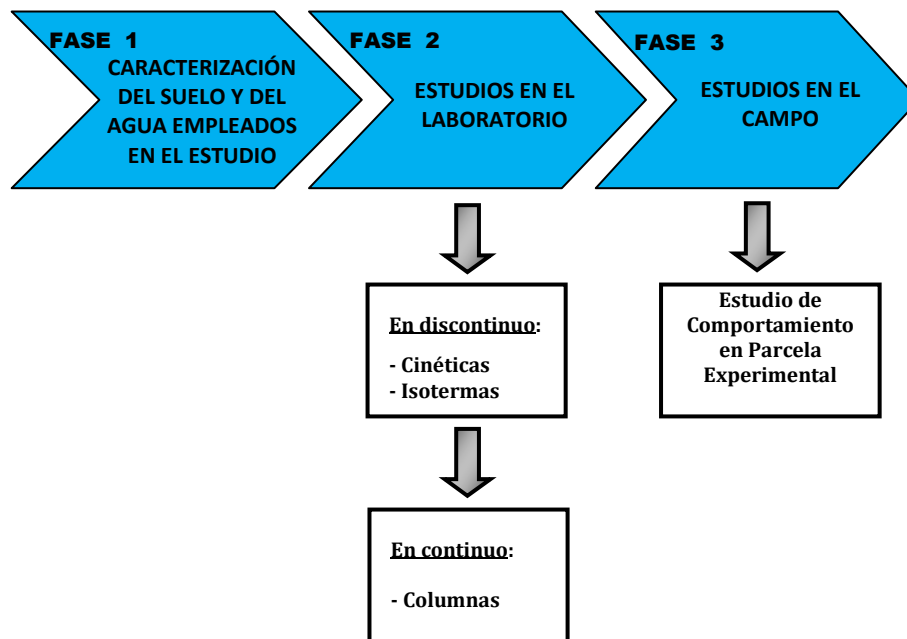 FASE 1
CARACTERIZACIÓN
DEL SUELO Y DEL
AGUA EMPLEADOS
EN EL ESTUDIO
FASE 2
ESTUDIOS EN EL
LABORATORIO
FASE 3
ESTUDIOS EN EL
CAMPO
En discontinuo:
- Cinéticas
- Isotermas
En continuo:
- Columnas
Estudio de
Comportamiento
en Parcela
Experimental